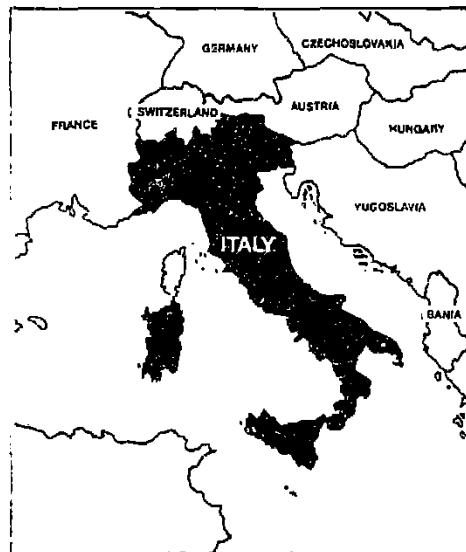 GERMANY
CZECHOSLOVAKIA
SWITZERLAND
AUSTRIA
FRANCE
HUNGARY
YUGOSLAVIA
ITALY
BANIA